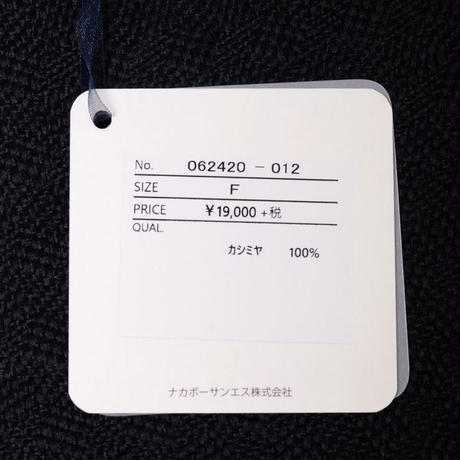 No. 062420 - 012
SIZE F
PRICE ¥19,000 +税
QUAL.
カシミヤ 100%
ナカボーサンエス株式会社